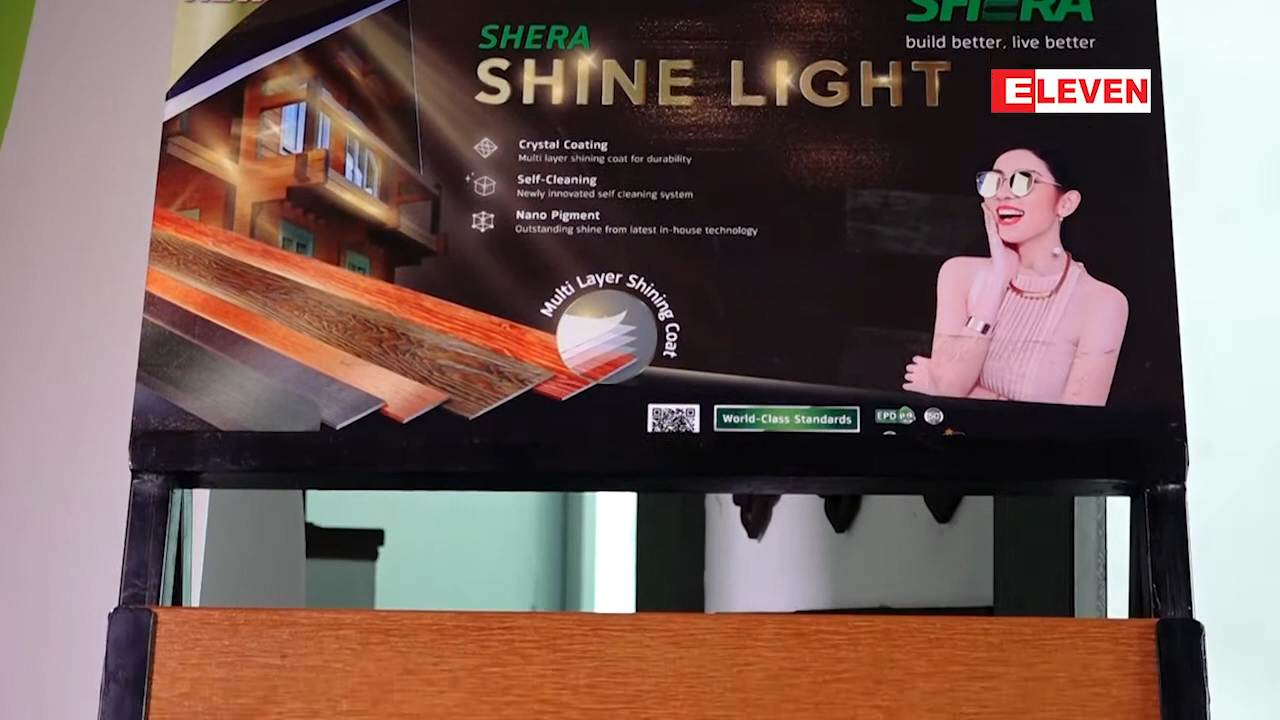 SHERA
build better, live better
SHERA
SHINE LIGHT
ELEVEN
Crystal Coating
Multi layer shining coat for durability
Self-Cleaning
Newly innovated self cleaning system
Nano Pigment
Outstanding shine from latest in-house technology
Multi Layer Shining Coat
World-Class Standards
EPD